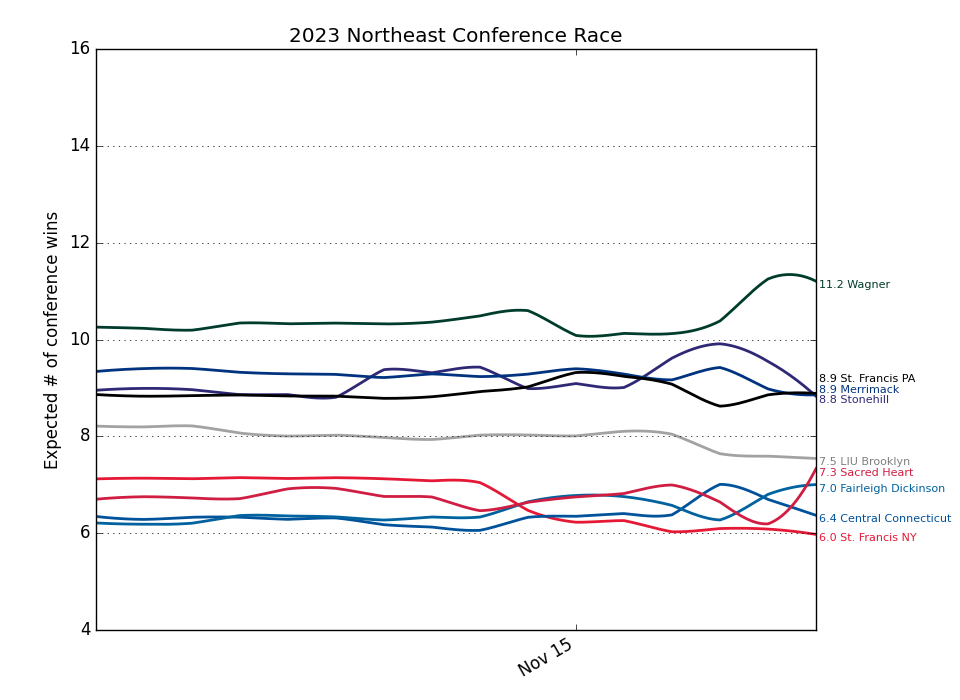 2023 Northeast Conference Race
Expected # of conference wins
16
14
12
10
8
6
4
Nov 15
11.2 Wagner
8.9 St. Francis PA
8.9 Merrimack
8.8 Stonehill
7.5 LIU Brooklyn
7.3 Sacred Heart
7.0 Fairleigh Dickinson
6.4 Central Connecticut
6.0 St. Francis NY